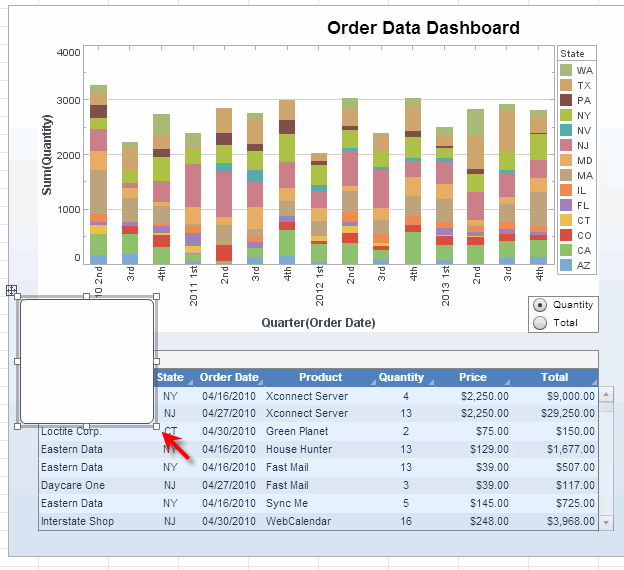 Order Data Dashboard
4000
3000
2000
1000
0
Sum(Quantity)
10 2nd
3rd
4th
2011 1st
2nd
3rd
4th
2012 1st
2nd
3rd
4th
2013 1st
2nd
3rd
4th
Quarter(Order Date)
State
WA
TX
PA
NY
NV
NJ
MD
MA
IL
FL
CT
CO
CA
AZ
Quantity
Total
State Order Date Product Quantity Price Total
NY 04/16/2010 Xconnect Server 4 $2,250.00 $9,000.00
NJ 04/27/2010 Xconnect Server 13 $2,250.00 $29,250.00
Loctite Corp. CT 04/30/2010 Green Planet 2 $75.00 $150.00
Eastern Data NY 04/16/2010 House Hunter 13 $129.00 $1,677.00
Eastern Data NY 04/16/2010 Fast Mail 13 $39.00 $507.00
Daycare One NJ 04/27/2010 Fast Mail 3 $39.00 $117.00
Eastern Data NY 04/16/2010 Sync Me 5 $145.00 $725.00
Interstate Shop NJ 04/30/2010 WebCalendar 16 $248.00 $3,968.00